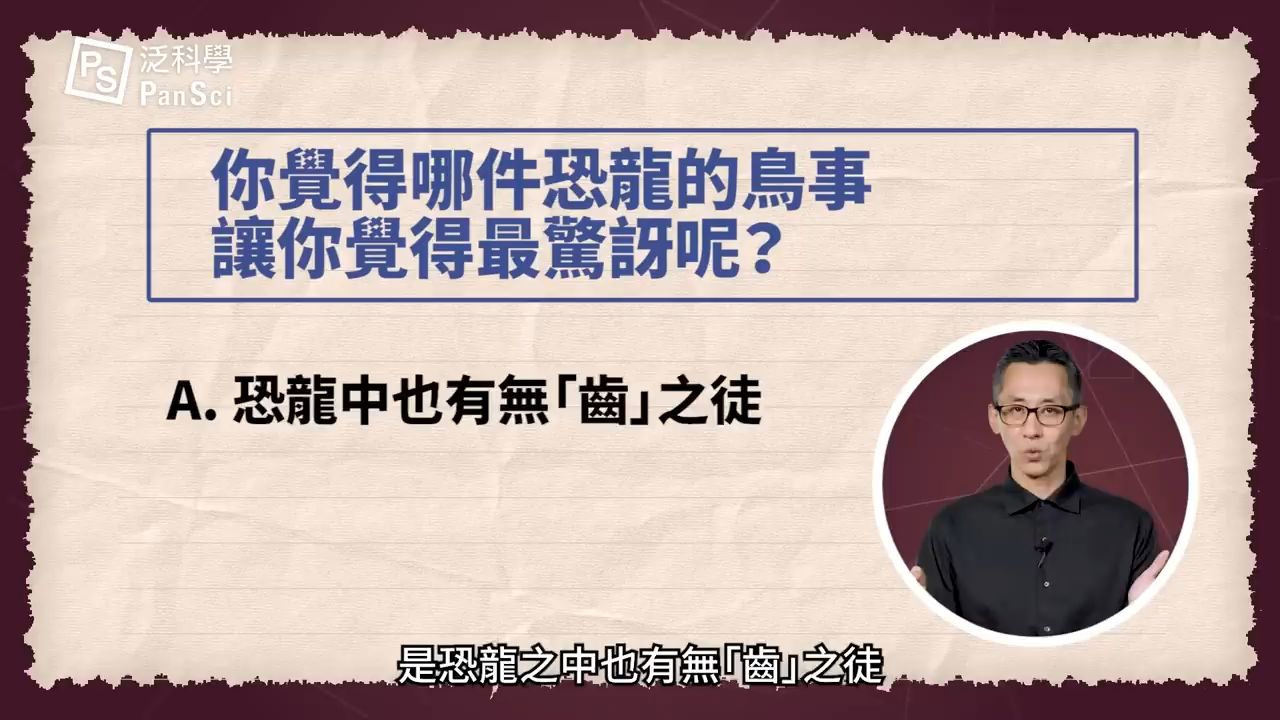 PS 泛科學
PanSci
你覺得哪件恐龍的鳥事
讓你覺得最驚訝呢?
A. 恐龍中也有無「齒」之徒
是恐龍之中也有無「齒」之徒